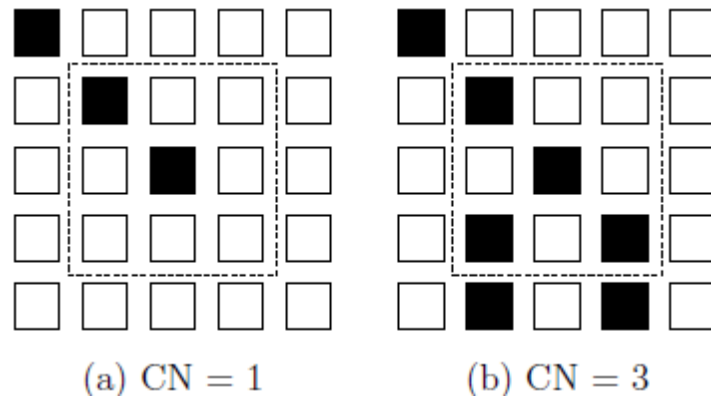 (a) CN = 1
(b) CN = 3